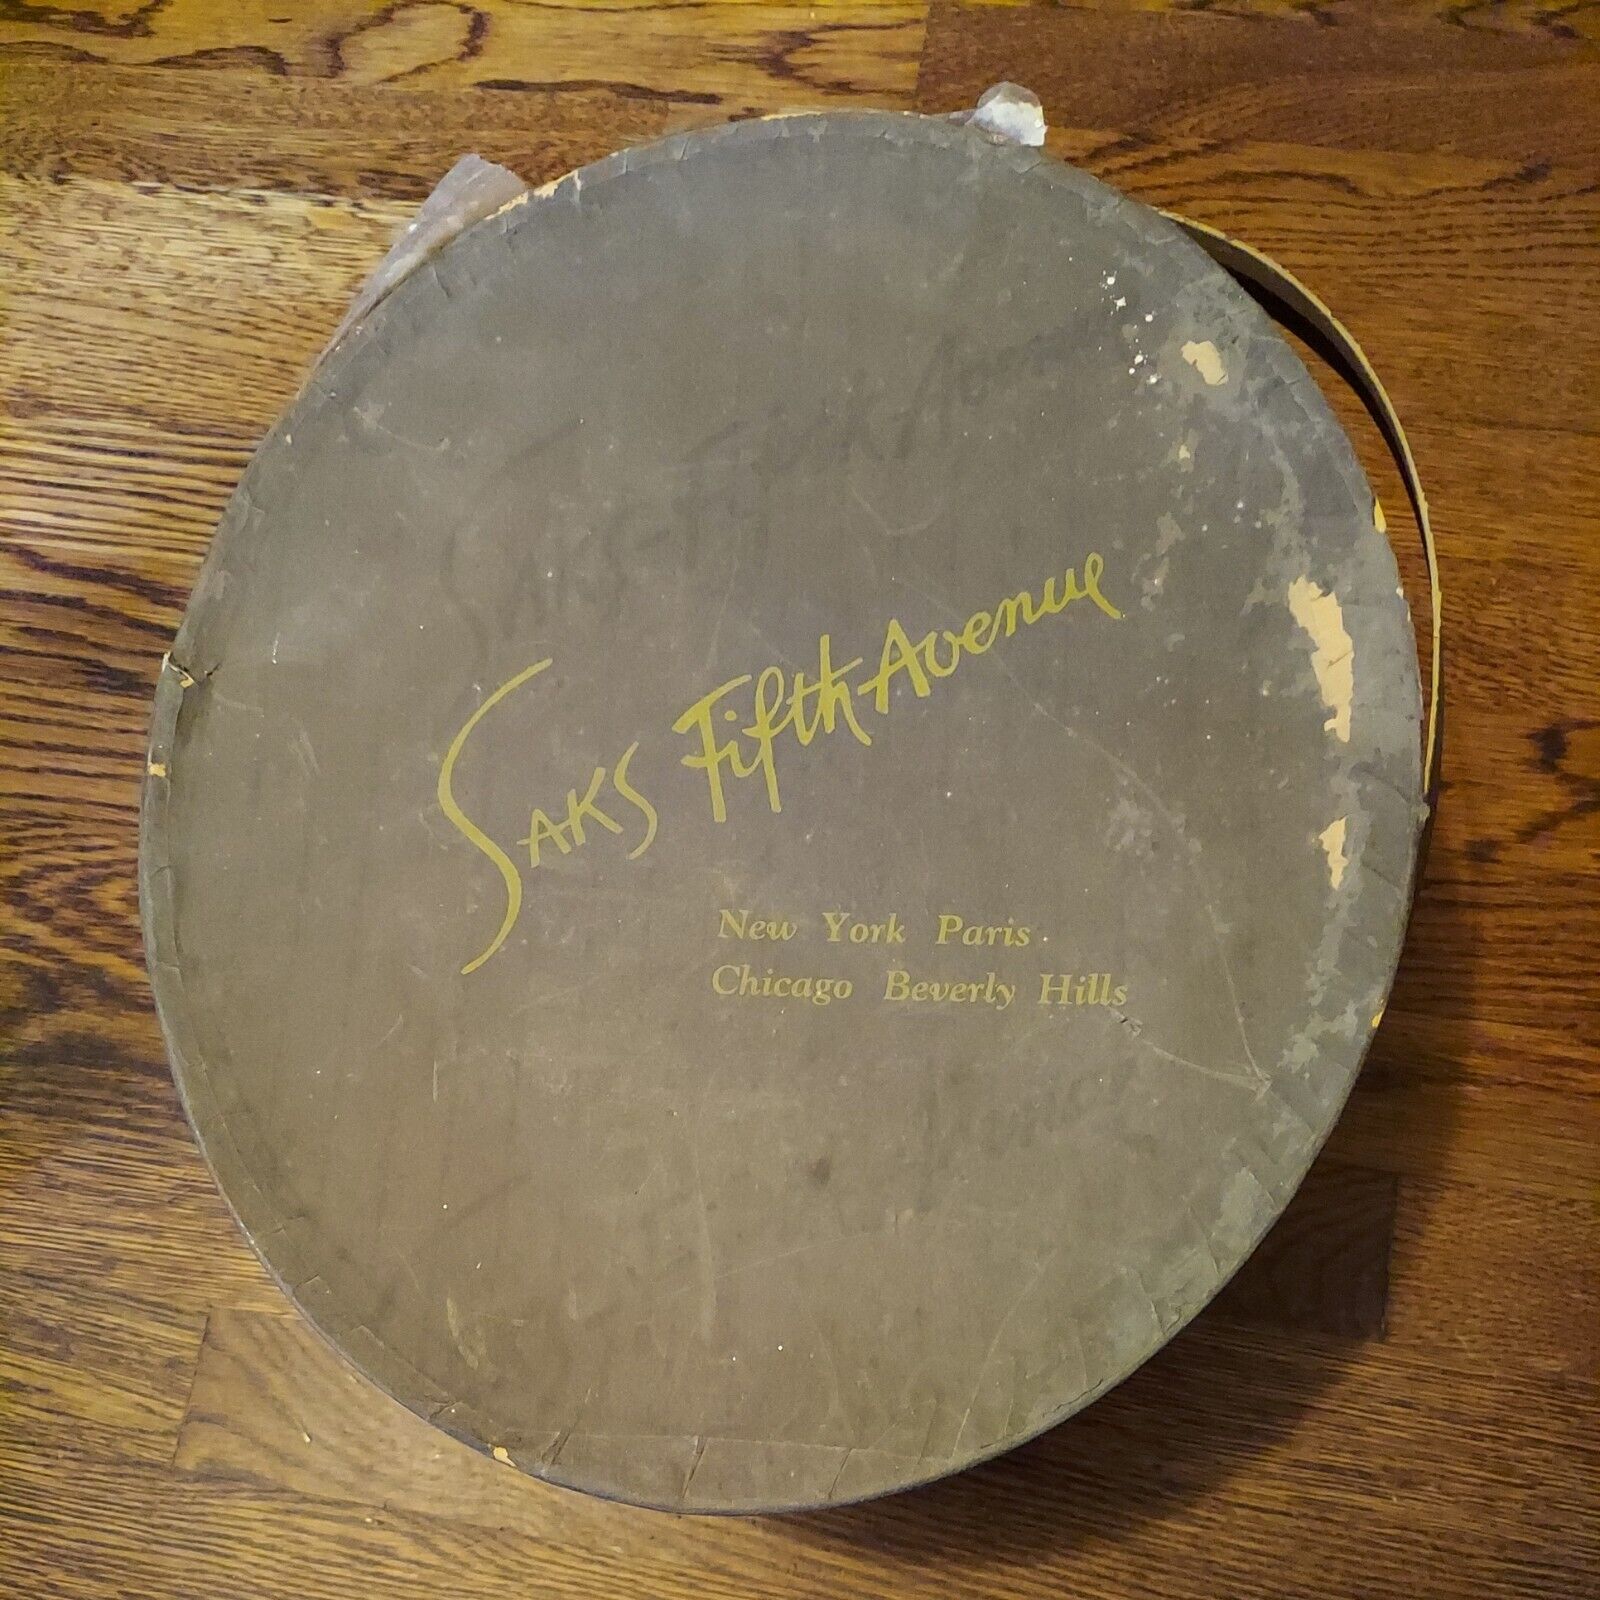 Saks Fifth Avenue
New York Paris
Chicago Beverly Hills